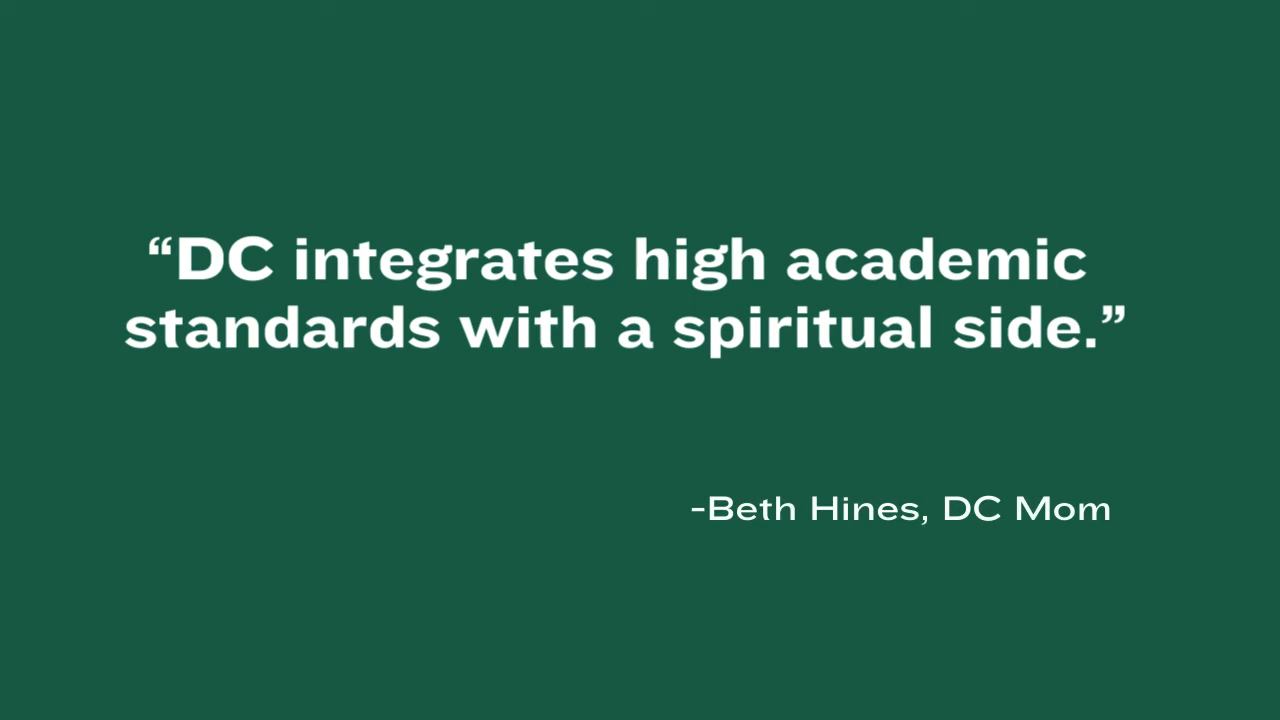 “DC integrates high academic
standards with a spiritual side.”
-Beth Hines, DC Mom